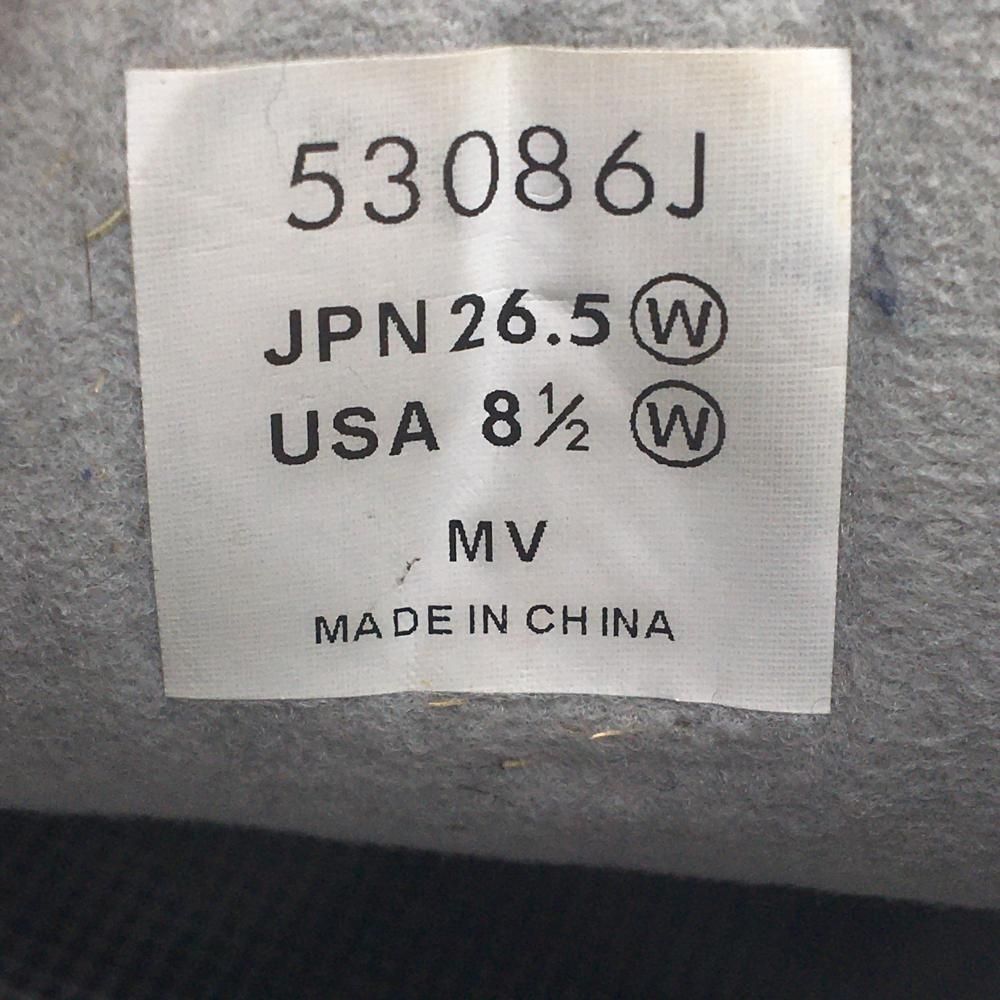 53086J
JPN 26.5 Ⓦ
USA 8½ Ⓦ
MV
MADE IN CHINA